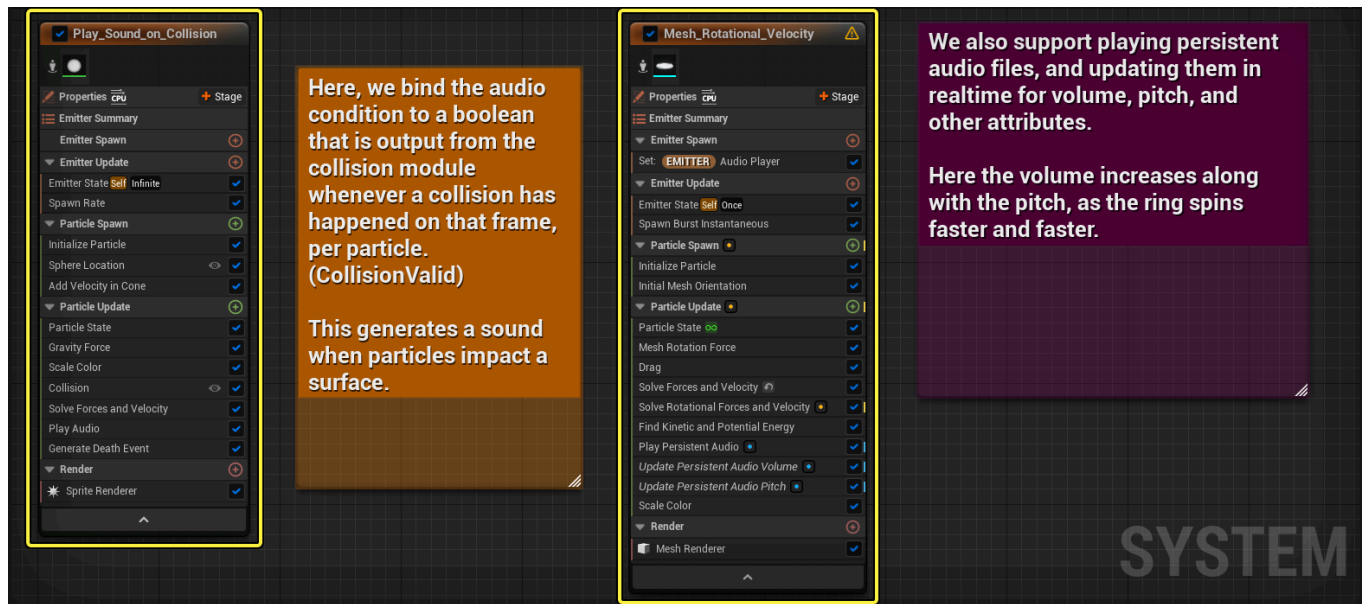 Play_Sound_on_Collision
Properties CPU + Stage
Emitter Summary
Emitter Spawn
Emitter Update
Emitter State Self Infinite
Spawn Rate
Particle Spawn
Initialize Particle
Sphere Location
Add Velocity in Cone
Particle Update
Particle State
Gravity Force
Scale Color
Collision
Solve Forces and Velocity
Play Audio
Generate Death Event
Render
Sprite Renderer
Here, we bind the audio
condition to a boolean
that is output from the
collision module
whenever a collision has
happened on that frame,
per particle.
(CollisionValid)
This generates a sound
when particles impact a
surface.
Mesh_Rotational_Velocity
Properties CPU + Stage
Emitter Summary
Emitter Spawn
Set: EMITTER Audio Player
Emitter Update
Emitter State Self Once
Spawn Burst Instantaneous
Particle Spawn
Initialize Particle
Initial Mesh Orientation
Particle Update
Particle State
Mesh Rotation Force
Drag
Solve Forces and Velocity
Solve Rotational Forces and Velocity
Find Kinetic and Potential Energy
Play Persistent Audio
Update Persistent Audio Volume
Update Persistent Audio Pitch
Scale Color
Render
Mesh Renderer
We also support playing persistent
audio files, and updating them in
realtime for volume, pitch, and
other attributes.
Here the volume increases along
with the pitch, as the ring spins
faster and faster.
SYSTEM